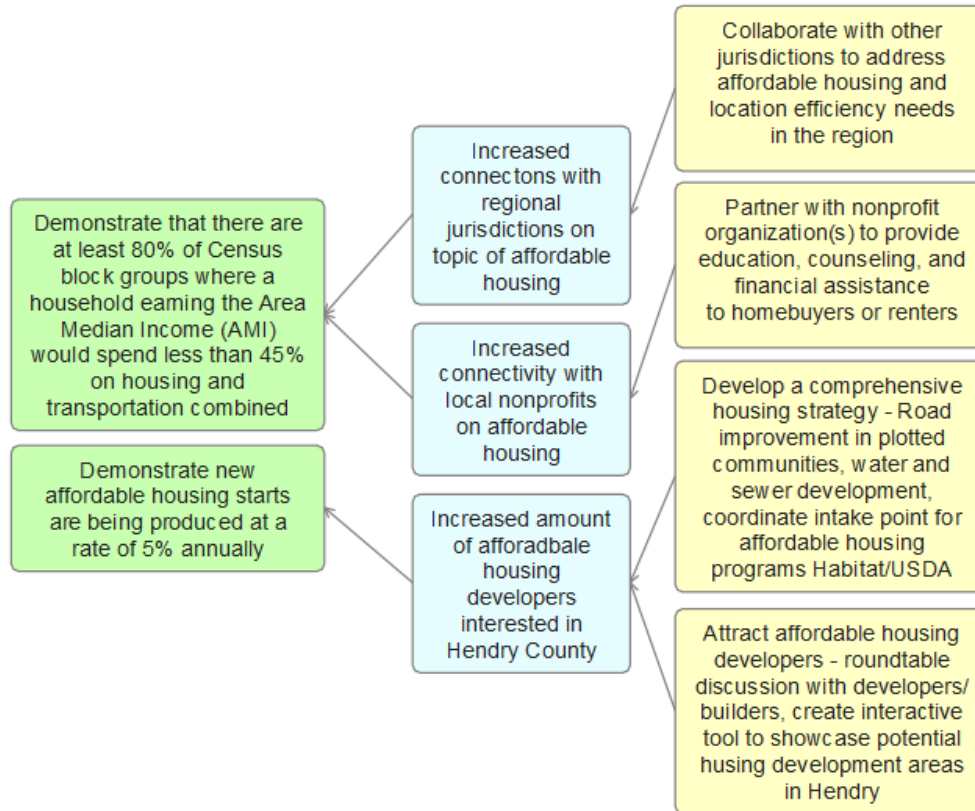 Demonstrate that there are
at least 80% of Census
block groups where a
household earning the Area
Median Income (AMI)
would spend less than 45%
on housing and
transportation combined
Demonstrate new
affordable housing starts
are being produced at a
rate of 5% annually
Increased
connectons with
regional
jurisdictions on
topic of affordable
housing
Increased
connectivity with
local nonprofits
on affordable
housing
Increased amount
of afforadbale
housing
developers
interested in
Hendry County
Collaborate with other
jurisdictions to address
affordable housing and
location efficiency needs
in the region
Partner with nonprofit
organization(s) to provide
education, counseling, and
financial assistance
to homebuyers or renters
Develop a comprehensive
housing strategy - Road
improvement in plotted
communities, water and
sewer development,
coordinate intake point for
affordable housing
programs Habitat/USDA
Attract affordable housing
developers - roundtable
discussion with developers/
builders, create interactive
tool to showcase potential
husing development areas
in Hendry